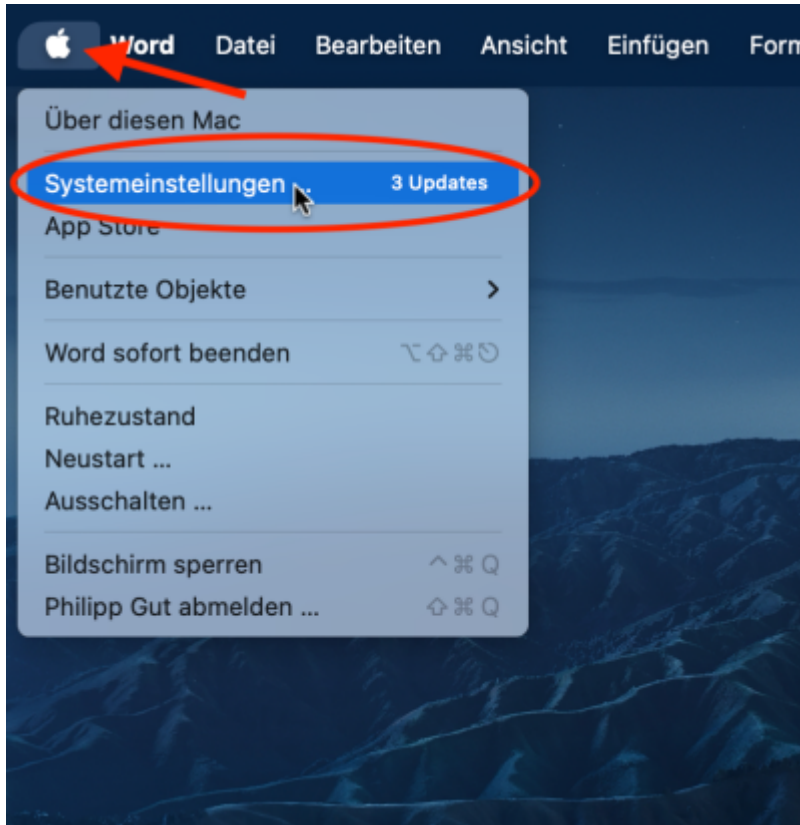 Word Datei Bearbeiten Ansicht Einfügen Form
Über diesen Mac
Systemeinstellungen ... 3 Updates
App Store
Benutzte Objekte >
Word sofort beenden ⌥⇧⌘⎋
Ruhezustand
Neustart ...
Ausschalten ...
Bildschirm sperren ^⌘Q
Philipp Gut abmelden ... ⇧⌘Q